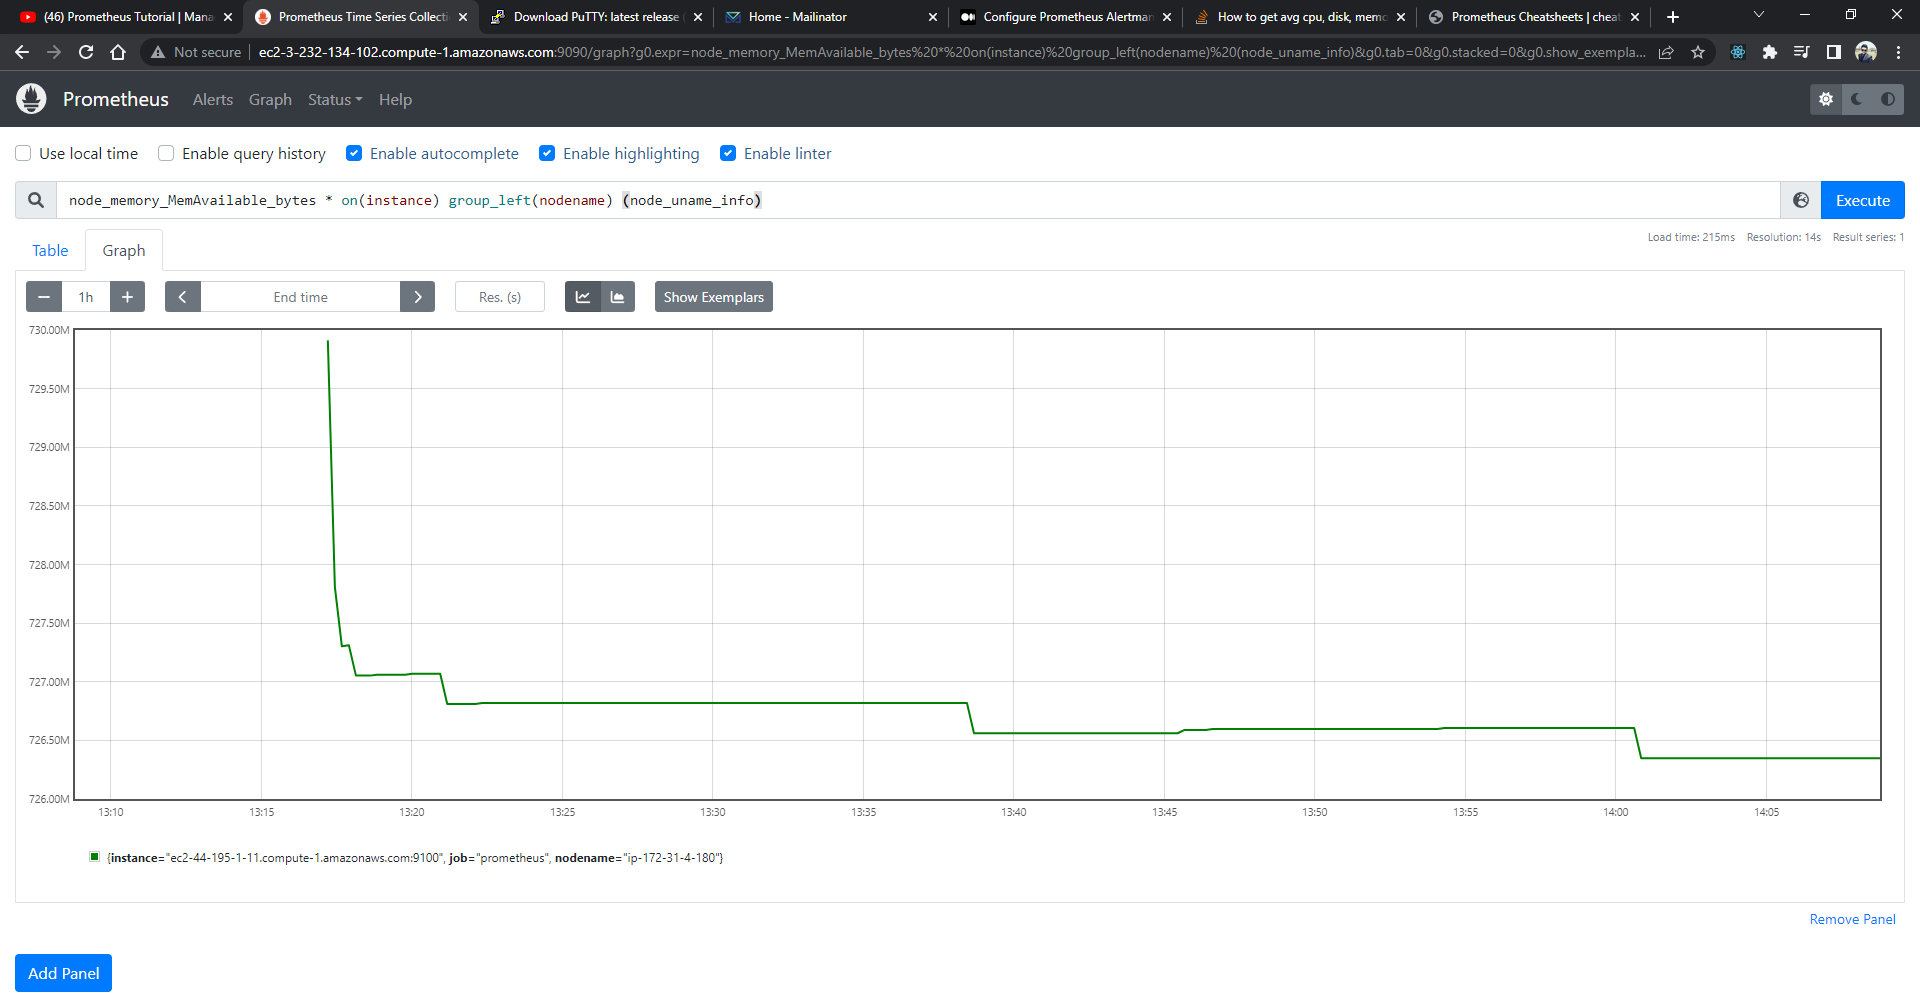 (46) Prometheus Tutorial | Mana
Prometheus Time Series Collecti
Download PuTTY: latest release
Home - Mailinator
Configure Prometheus Alertman
How to get avg cpu, disk, memo
Prometheus Cheatsheets | cheat
Not secure
ec2-3-232-134-102.compute-1.amazonaws.com:9090/graph?g0.expr=node_memory_MemAvailable_bytes%20*%20on(instance)%20group_left(nodename)%20(node_uname_info)&g0.tab=0&g0.stacked=0&g0.show_exempla...
Prometheus Alerts Graph Status Help
Use local time Enable query history Enable autocomplete Enable highlighting Enable linter
node_memory_MemAvailable_bytes * on(instance) group_left(nodename) (node_uname_info)
Execute
Table Graph
Load time: 215ms Resolution: 14s Result series: 1
1h End time Res. (s) Show Exemplars
730.00M
729.50M
729.00M
728.50M
728.00M
727.50M
727.00M
726.50M
726.00M
13:10 13:15 13:20 13:25 13:30 13:35 13:40 13:45 13:50 13:55 14:00 14:05
{instance="ec2-44-195-1-11.compute-1.amazonaws.com:9100", job="prometheus", nodename="ip-172-31-4-180"}
Remove Panel
Add Panel